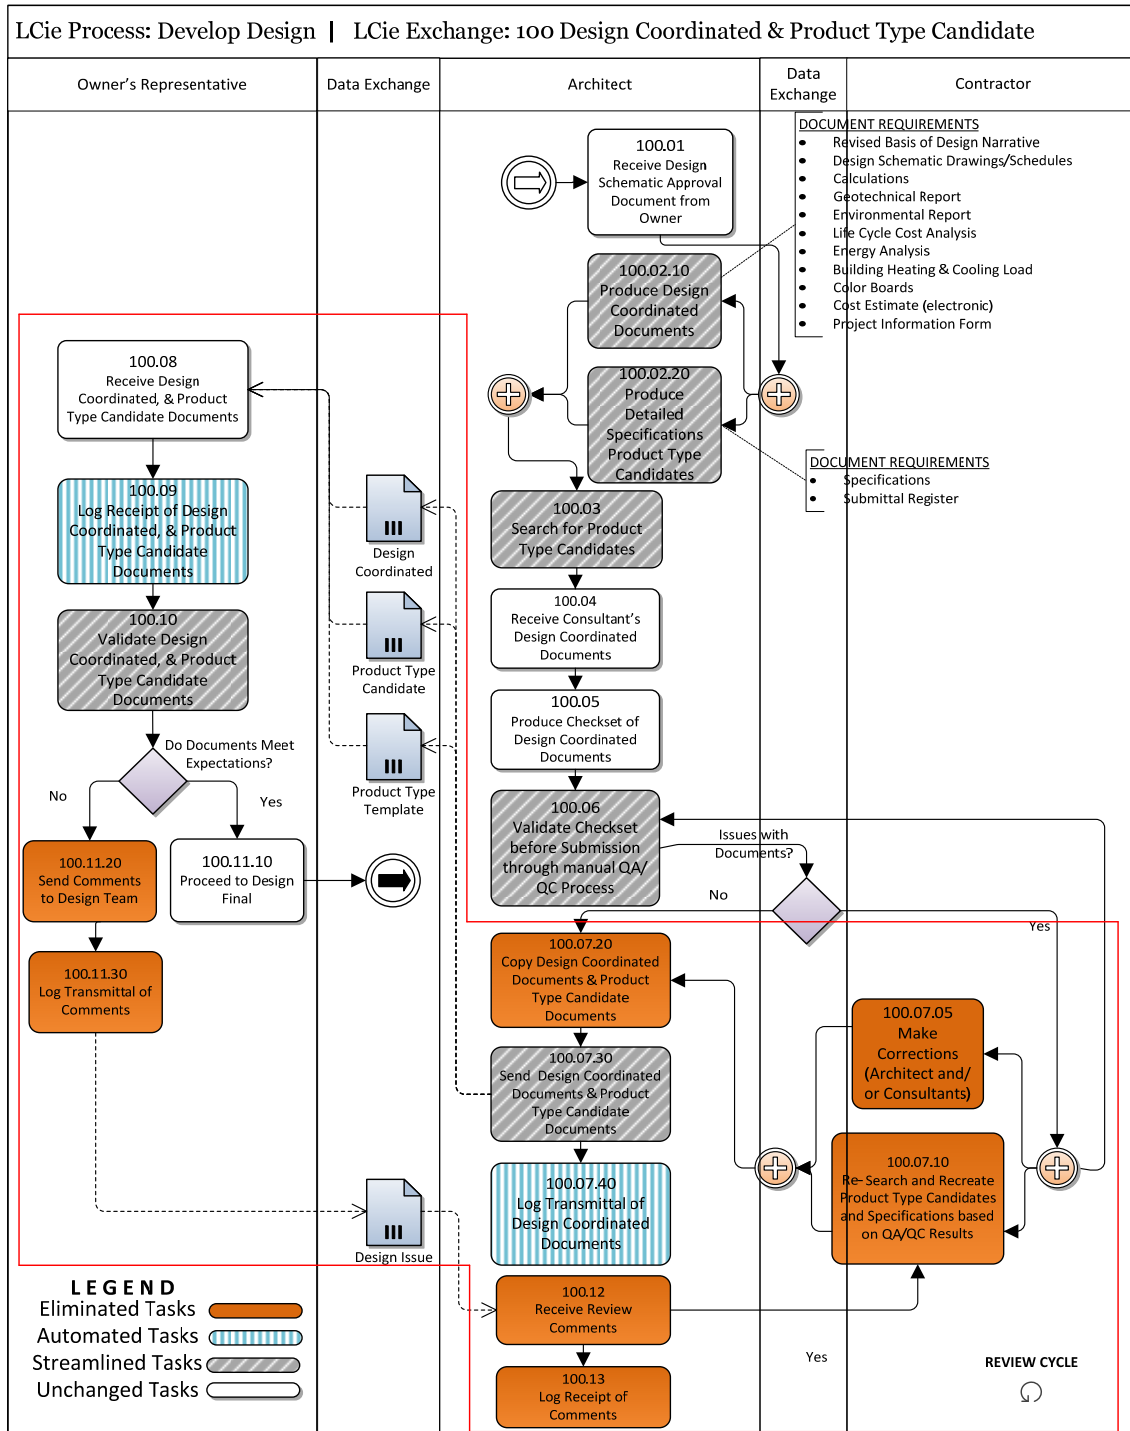 LCie Process: Develop Design | LCie Exchange: 100 Design Coordinated & Product Type Candidate
Owner's Representative
Data Exchange
Architect
Data
Exchange
Contractor
DOCUMENT REQUIREMENTS
• Revised Basis of Design Narrative
• Design Schematic Drawings/Schedules
• Calculations
• Geotechnical Report
• Environmental Report
• Life Cycle Cost Analysis
• Energy Analysis
• Building Heating & Cooling Load
• Color Boards
• Cost Estimate (electronic)
• Project Information Form
100.01
Receive Design
Schematic Approval
Document from
Owner
100.02.10
Produce Design
Coordinated
Documents
100.02.20
Produce
Detailed
Specifications
Product Type
Candidates
DOCUMENT REQUIREMENTS
• Specifications
• Submittal Register
100.03
Search for Product
Type Candidates
100.04
Receive Consultant's
Design Coordinated
Documents
100.05
Produce Checkset of
Design Coordinated
Documents
100.06
Validate Checkset
before Submission
through manual QA/
QC Process
Issues with
Documents?
No
Yes
100.08
Receive Design
Coordinated, & Product
Type Candidate Documents
100.09
Log Receipt of Design
Coordinated, & Product
Type Candidate
Documents
100.10
Validate Design
Coordinated, & Product
Type Candidate
Documents
Do Documents Meet
Expectations?
No
Yes
100.11.20
Send Comments
to Design Team
100.11.10
Proceed to Design
Final
100.11.30
Log Transmittal of
Comments
Design
Coordinated
Product Type
Candidate
Product Type
Template
Design Issue
100.07.20
Copy Design Coordinated
Documents & Product
Type Candidate
Documents
100.07.30
Send Design Coordinated
Documents & Product
Type Candidate
Documents
100.07.40
Log Transmittal of
Design Coordinated
Documents
100.07.05
Make
Corrections
(Architect and/
or Consultants)
100.07.10
Re-Search and Recreate
Product Type Candidates
and Specifications based
on QA/QC Results
100.12
Receive Review
Comments
100.13
Log Receipt of
Comments
Yes
REVIEW CYCLE
LEGEND
Eliminated Tasks
Automated Tasks
Streamlined Tasks
Unchanged Tasks